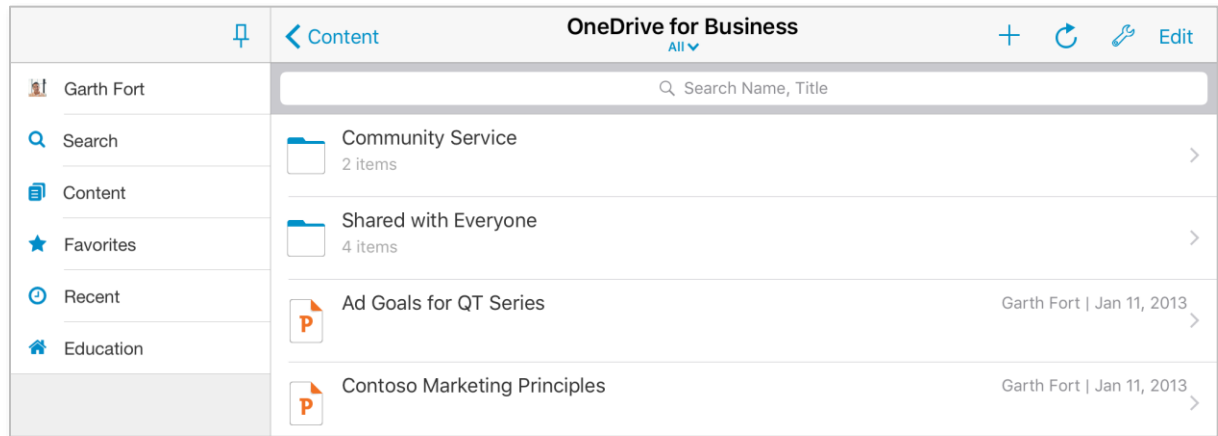 Content
OneDrive for Business
All
Edit
Garth Fort
Search
Content
Favorites
Recent
Education
Search Name, Title
Community Service
2 items
Shared with Everyone
4 items
Ad Goals for QT Series
Garth Fort | Jan 11, 2013
P
Contoso Marketing Principles
Garth Fort | Jan 11, 2013
P